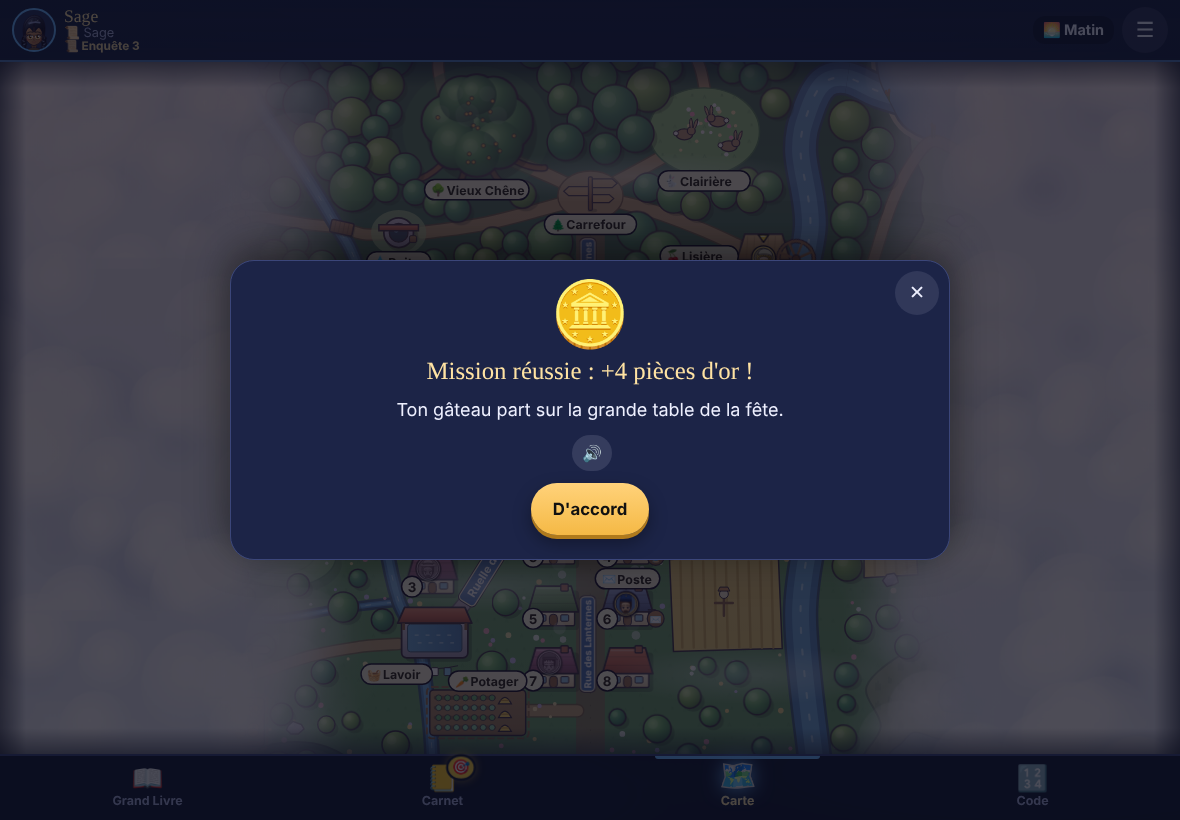 Sage
Sage
Enquête 3
Matin
Vieux Chêne
Clairière
Carrefour
Lisière
Mission réussie : +4 pièces d'or !
Ton gâteau part sur la grande table de la fête.
D'accord
3
Ruelle
Poste
5
6
Rue des Lanternes
Lavoir
Potager
7
8
Grand Livre
Carnet
Carte
Code